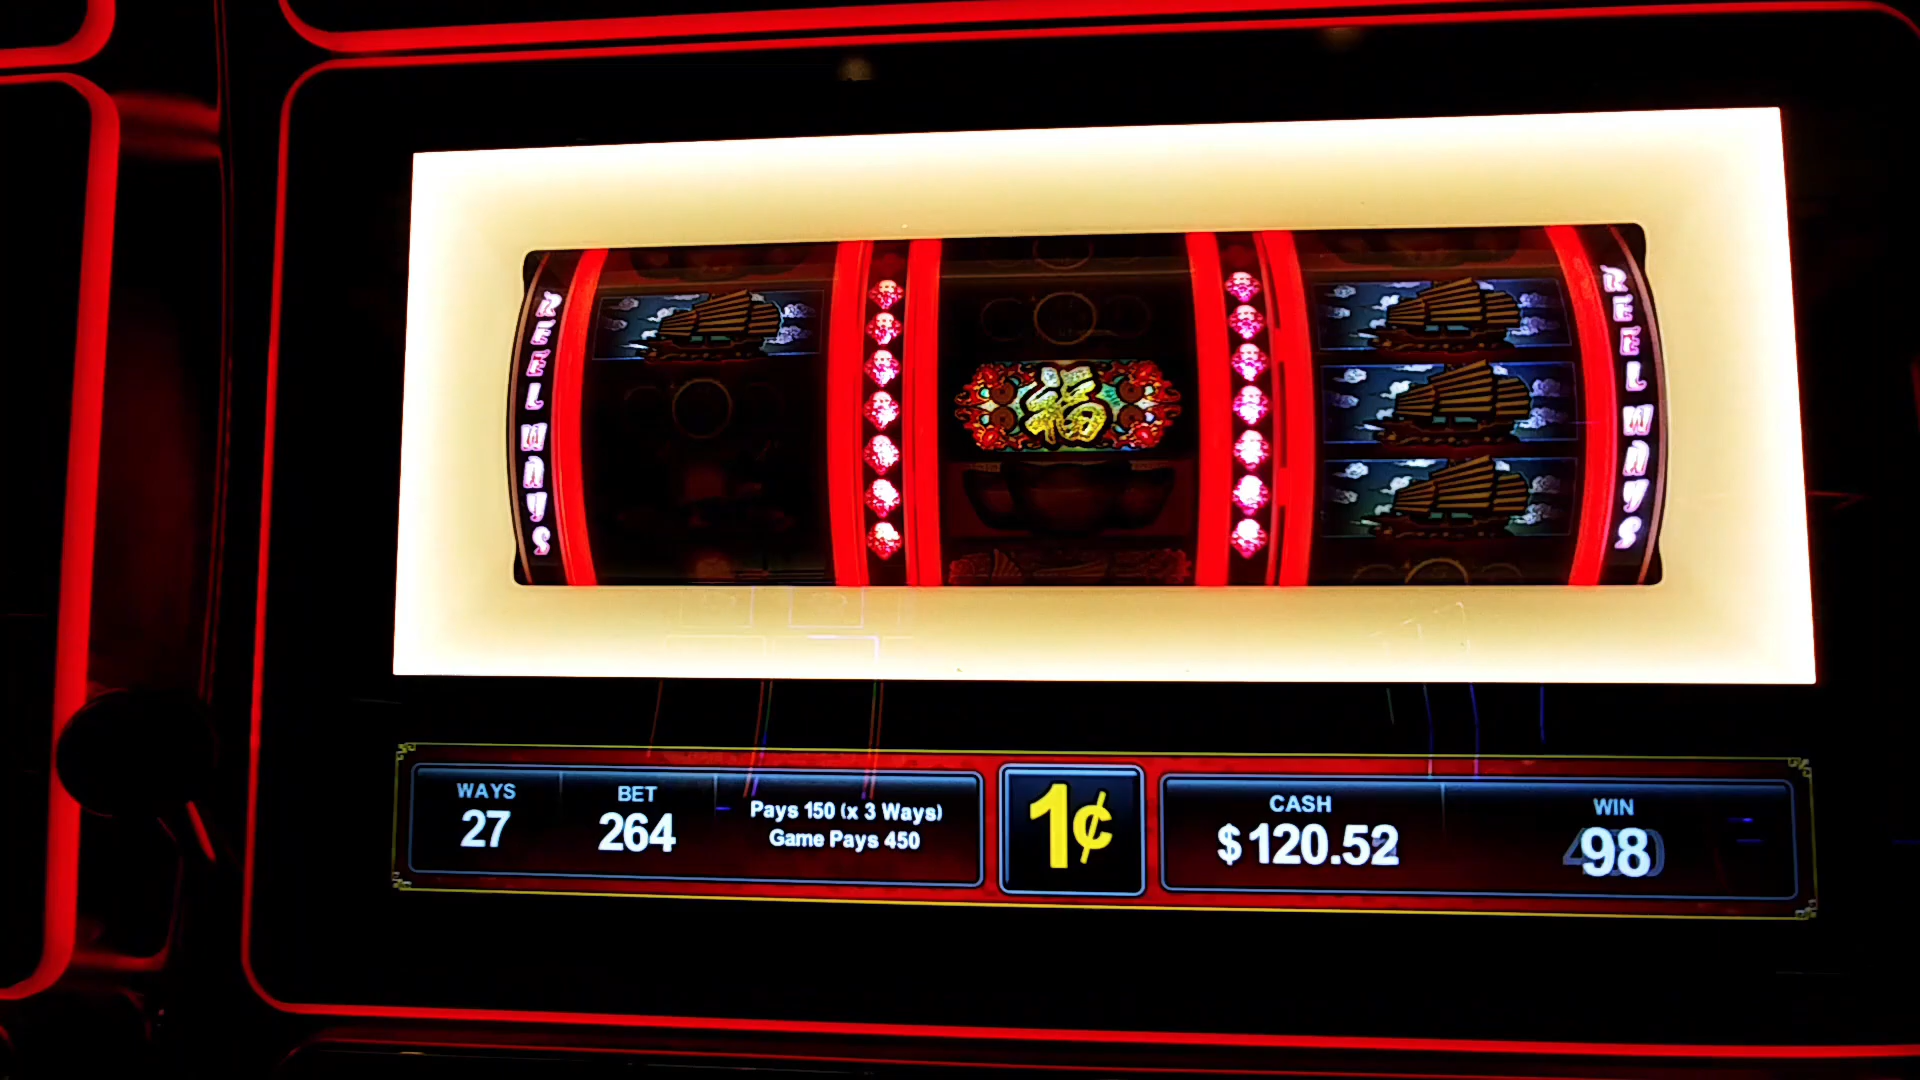 REEL WAYS
福
REEL WAYS
WAYS
27
BET
264
Pays 150 (x 3 Ways)
Game Pays 450
1¢
CASH
$120.52
WIN
98